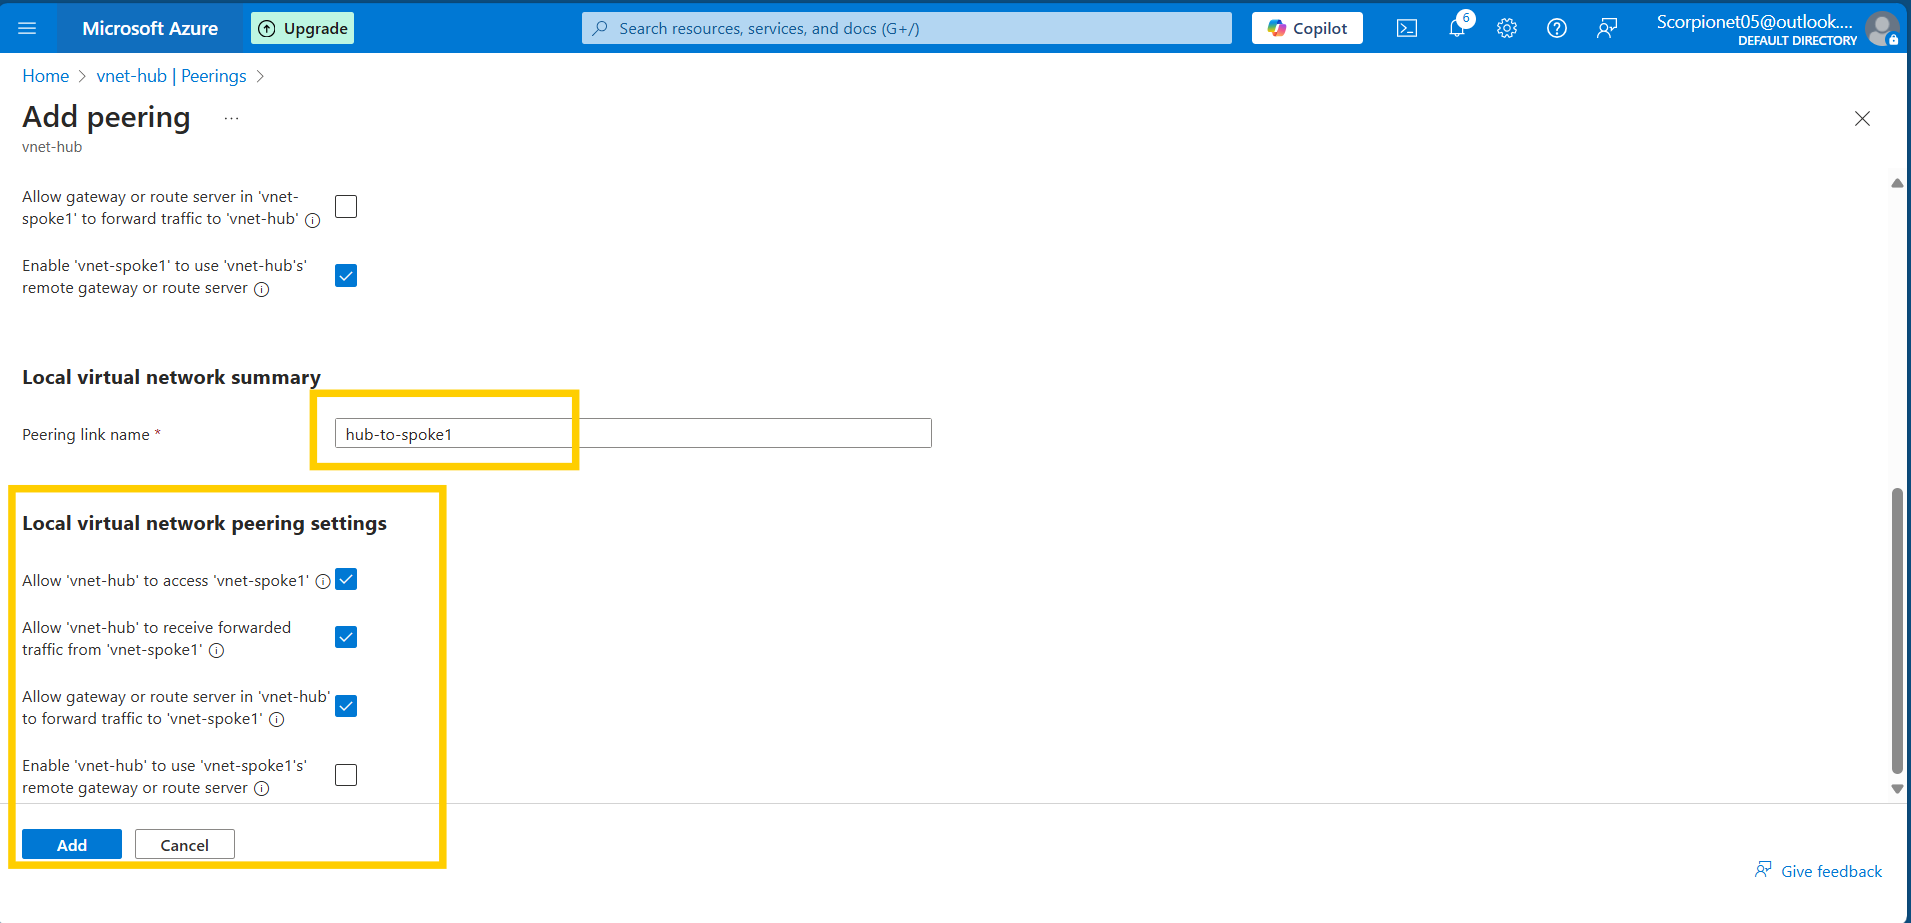 Microsoft Azure
Upgrade
Search resources, services, and docs (G+/)
Copilot
6
Scorpionet05@outlook....
DEFAULT DIRECTORY
Home > vnet-hub | Peerings >
Add peering ...
vnet-hub
Allow gateway or route server in 'vnet-
spoke1' to forward traffic to 'vnet-hub'
Enable 'vnet-spoke1' to use 'vnet-hub's'
remote gateway or route server
Local virtual network summary
Peering link name *
hub-to-spoke1
Local virtual network peering settings
Allow 'vnet-hub' to access 'vnet-spoke1'
Allow 'vnet-hub' to receive forwarded
traffic from 'vnet-spoke1'
Allow gateway or route server in 'vnet-hub'
to forward traffic to 'vnet-spoke1'
Enable 'vnet-hub' to use 'vnet-spoke1's'
remote gateway or route server
Add
Cancel
Give feedback